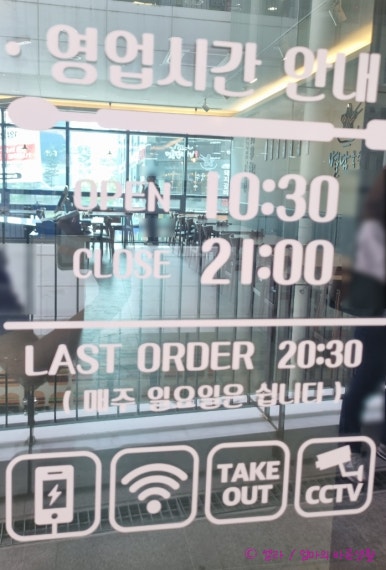 · 영업시간 안내
OPEN 10:30
CLOSE 21:00
LAST ORDER 20:30
( 매주 일요일은 쉽니다 )
TAKE OUT
CCTV